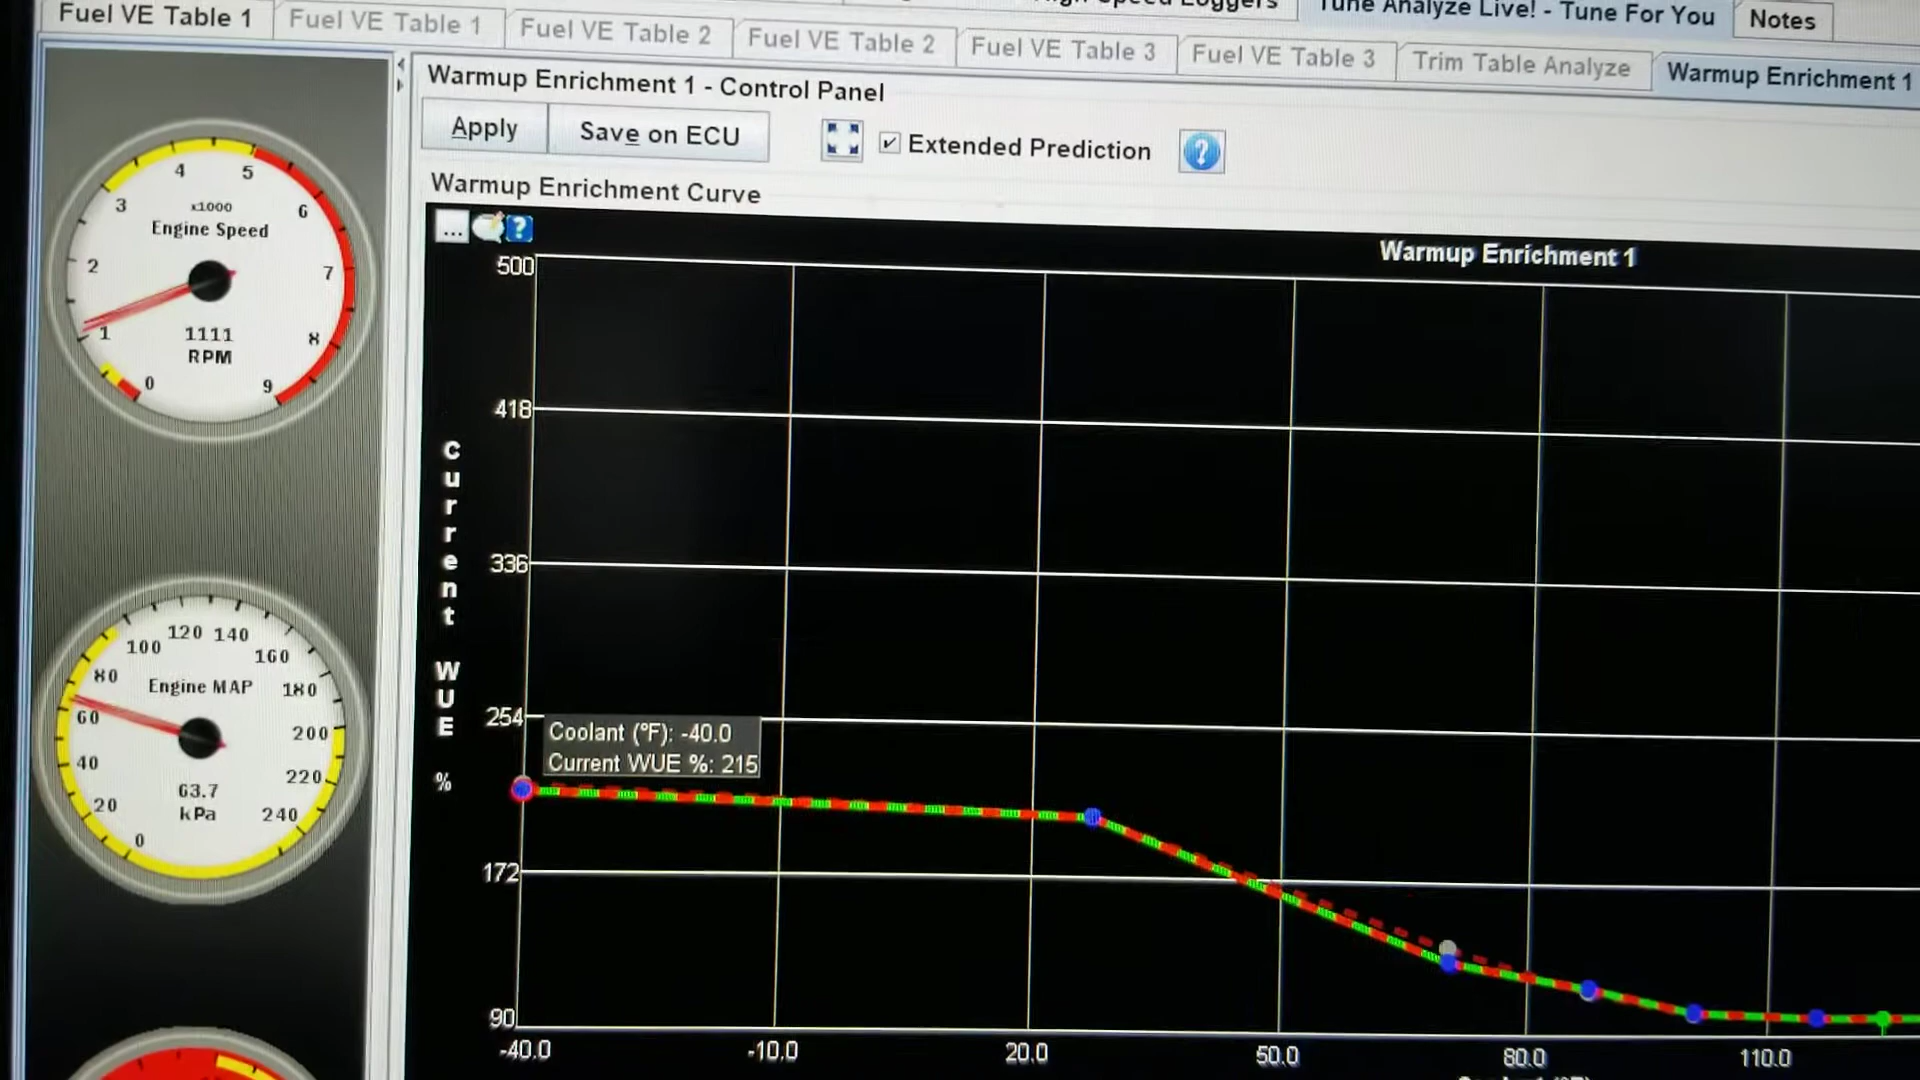 Speed Loggers
Tune Analyze Live! - Tune For You
Notes
Fuel VE Table 1
Fuel VE Table 1
Fuel VE Table 2
Fuel VE Table 2
Fuel VE Table 3
Fuel VE Table 3
Trim Table Analyze
Warmup Enrichment 1
Warmup Enrichment 1 - Control Panel
Apply
Save on ECU
Extended Prediction
?
Warmup Enrichment Curve
...
?
Warmup Enrichment 1
500
418
336
254
172
90
Current WUE %
Coolant (°F): -40.0
Current WUE %: 215
-40.0
-10.0
20.0
50.0
80.0
110.0
0
1
2
3
4
5
6
7
8
9
x1000
Engine Speed
1111
RPM
0
20
40
60
80
100
120
140
160
180
200
220
240
Engine MAP
63.7
kPa